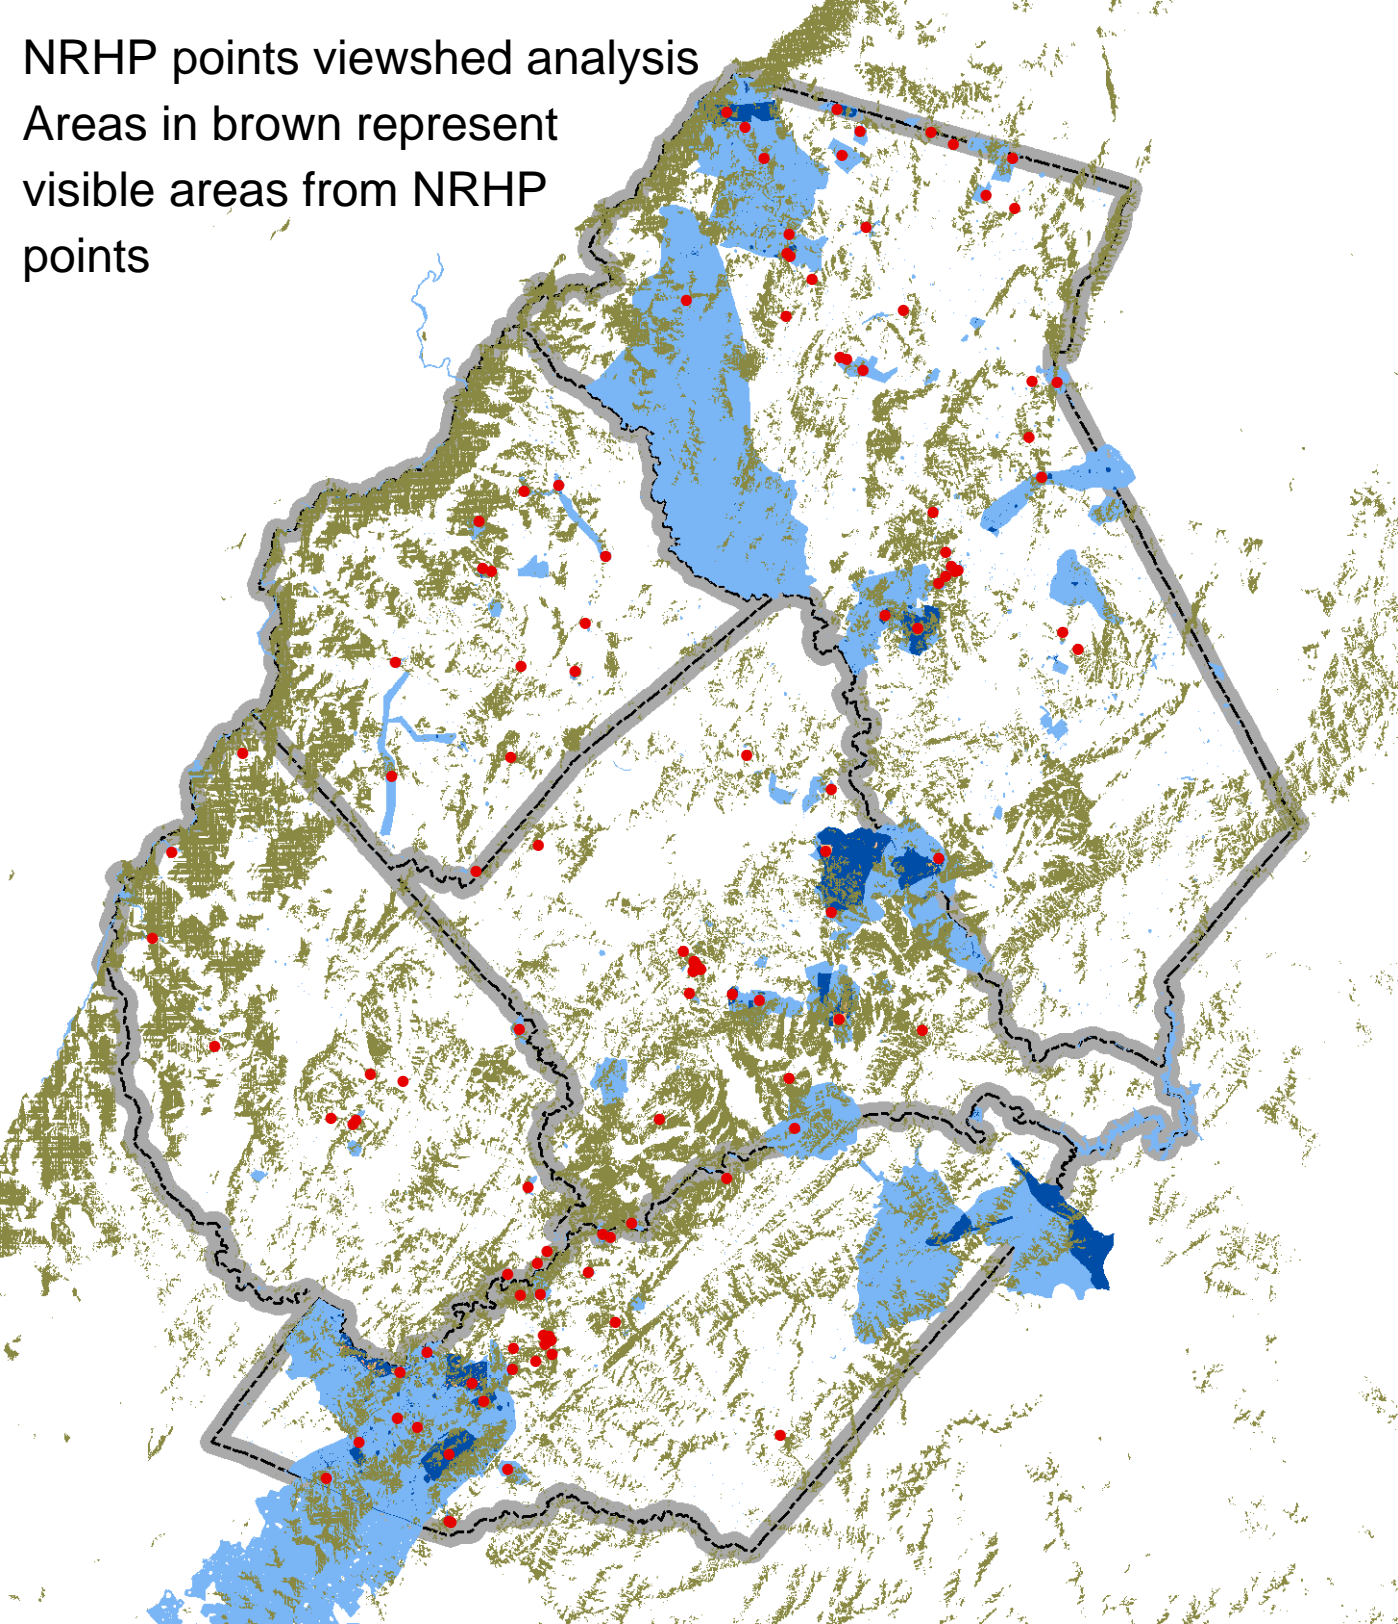 NRHP points viewshed analysis
Areas in brown represent
visible areas from NRHP
points